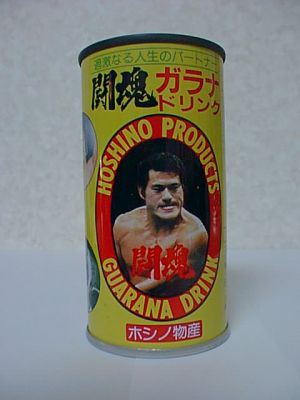 過激なる人生のパートナー
闘魂
ガラナ
ドリンク
HOSHINO PRODUCTS
闘魂
GUARANA DRINK
ホシノ物産